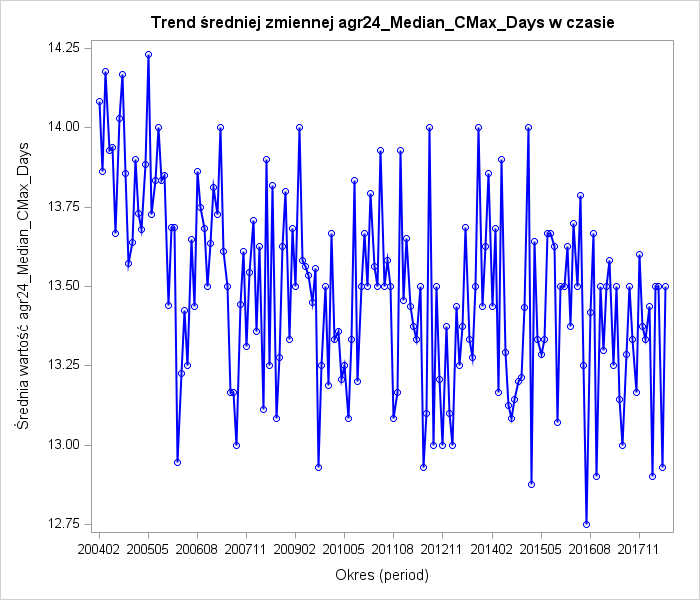 Trend średniej zmiennej agr24_Median_CMax_Days w czasie
Średnia wartość agr24_Median_CMax_Days
14.25
14.00
13.75
13.50
13.25
13.00
12.75
200402 200505 200608 200711 200902 201005 201108 201211 201402 201505 201608 201711
Okres (period)